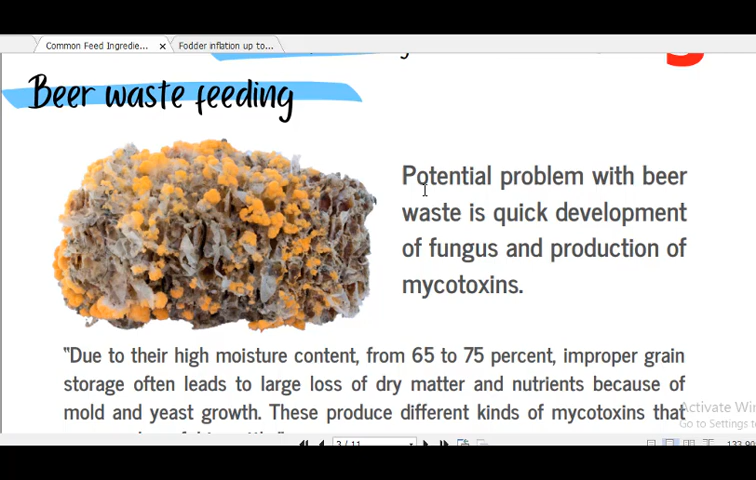 Common Feed Ingredie...
Fodder inflation up to...
Beer waste feeding
Potential problem with beer
waste is quick development
of fungus and production of
mycotoxins.
"Due to their high moisture content, from 65 to 75 percent, improper grain
storage often leads to large loss of dry matter and nutrients because of
mold and yeast growth. These produce different kinds of mycotoxins that
Activate Win
Go to Settings to
3 / 11
133.90